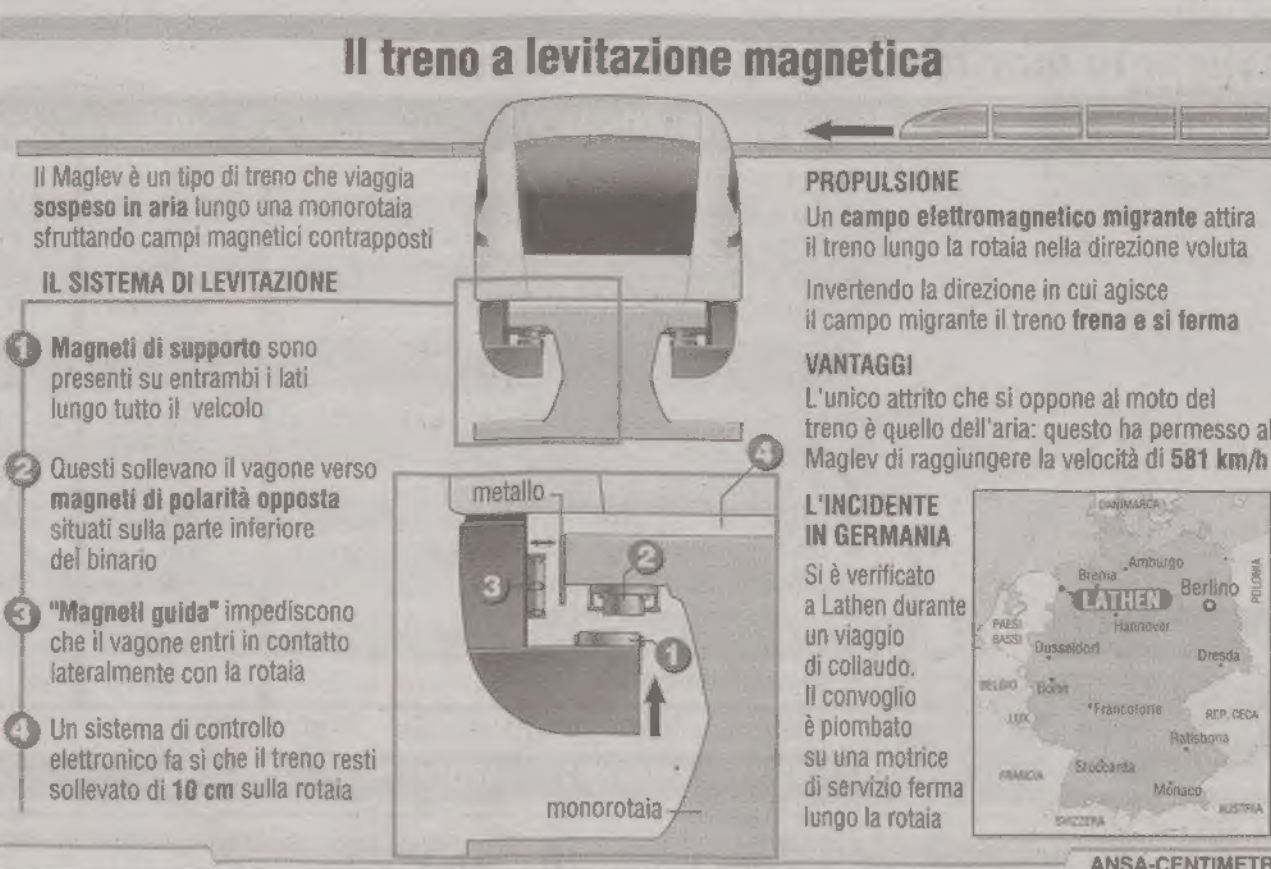 Il treno a levitazione magnetica
Il Maglev è un tipo di treno che viaggia
sospeso in aria lungo una monorotaia
sfruttando campi magnetici contrapposti
IL SISTEMA DI LEVITAZIONE
1 Magneti di supporto sono
presenti su entrambi i lati
lungo tutto il veicolo
2 Questi sollevano il vagone verso
magneti di polarità opposta
situati sulla parte inferiore
del binario
3 "Magneti guida" impediscono
che il vagone entri in contatto
lateralmente con la rotaia
4 Un sistema di controllo
elettronico fa sì che il treno resti
sollevato di 10 cm sulla rotaia
4
metallo
3
2
1
monorotaia
PROPULSIONE
Un campo elettromagnetico migrante attira
il treno lungo la rotaia nella direzione voluta
Invertendo la direzione in cui agisce
il campo migrante il treno frena e si ferma
VANTAGGI
L'unico attrito che si oppone al moto del
treno è quello dell'aria: questo ha permesso al
Maglev di raggiungere la velocità di 581 km/h
L'INCIDENTE
IN GERMANIA
Si è verificato
a Lathen durante
un viaggio
di collaudo.
Il convoglio
è piombato
su una motrice
di servizio ferma
lungo la rotaia
DANIMARCA
Amburgo
Brema
Berlino
LATHEN
POLONIA
Hannover
PAESI
BASSI
Dusseldorf
Dresda
BELGIO
Bonn
Francoforte
REP. CECA
LUX
Ratisbona
Stoccarda
FRANCIA
Monaco
AUSTRIA
SVIZZERA
ANSA-CENTIMETR